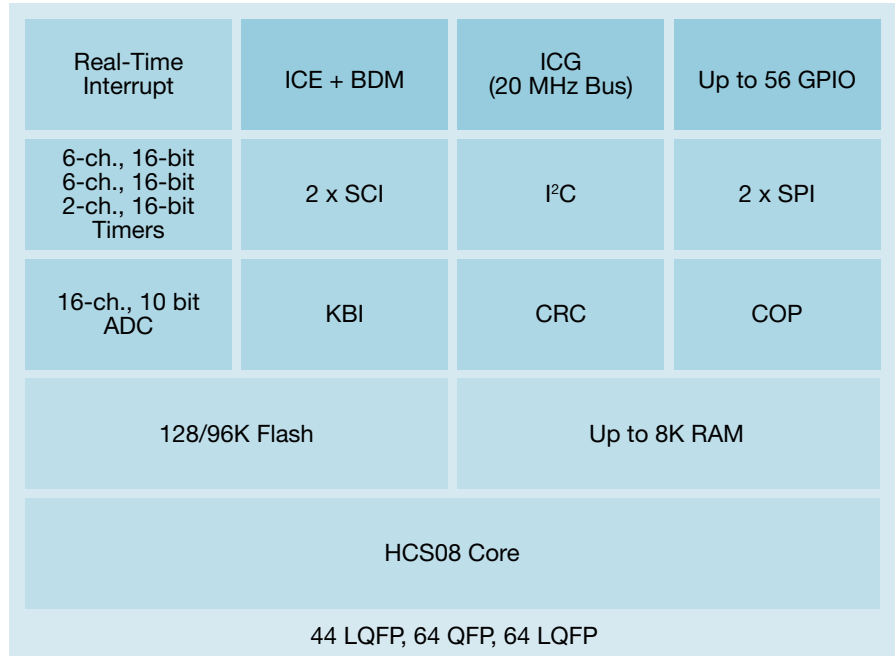 Real-Time
Interrupt
ICE + BDM
ICG
(20 MHz Bus)
Up to 56 GPIO
6-ch., 16-bit
6-ch., 16-bit
2-ch., 16-bit
Timers
2 x SCI
I²C
2 x SPI
16-ch., 10 bit
ADC
KBI
CRC
COP
128/96K Flash
Up to 8K RAM
HCS08 Core
44 LQFP, 64 QFP, 64 LQFP